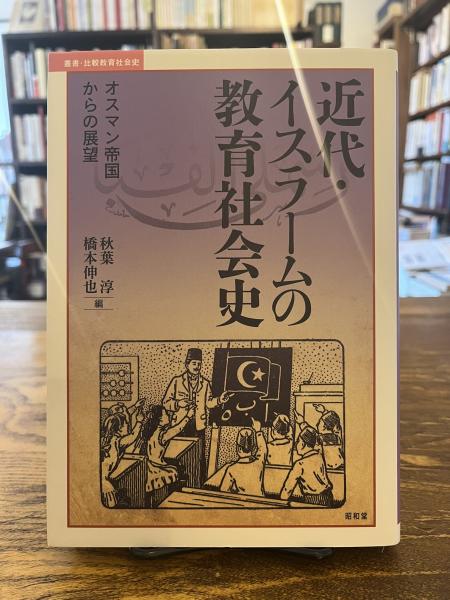 叢書・比較教育社会史
近代・
イスラームの
教育社会史
オスマン帝国
からの展望
秋葉 淳
橋本伸也
編
昭和堂